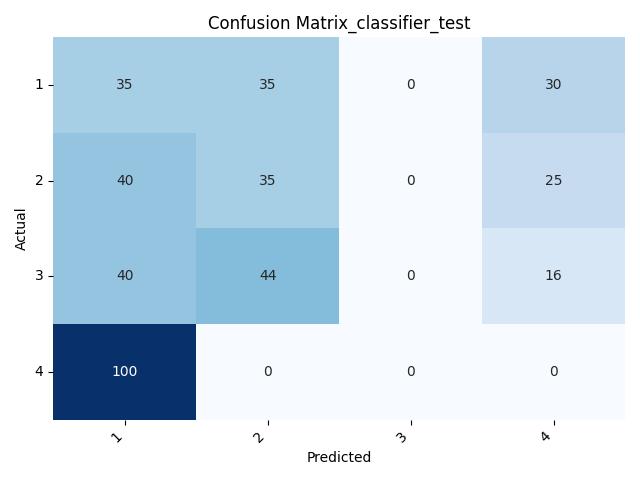 Confusion Matrix_classifier_test
1 35 35 0 30
2 40 35 0 25
3 40 44 0 16
4 100 0 0 0
Actual
1 2 3 4
Predicted